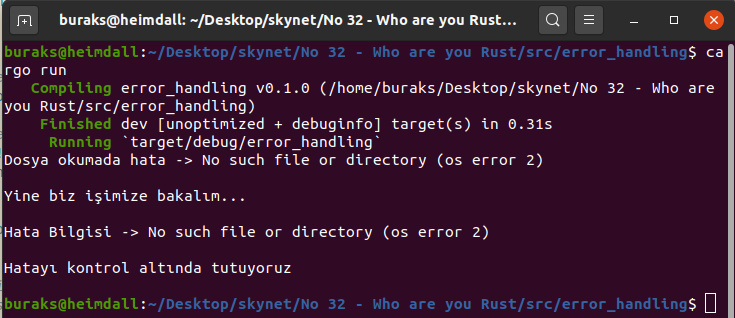 buraks@heimdall: ~/Desktop/skynet/No 32 - Who are you Rust...
buraks@heimdall:~/Desktop/skynet/No 32 - Who are you Rust/src/error_handling$ ca
rgo run
Compiling error_handling v0.1.0 (/home/buraks/Desktop/skynet/No 32 - Who are
you Rust/src/error_handling)
Finished dev [unoptimized + debuginfo] target(s) in 0.31s
Running `target/debug/error_handling`
Dosya okumada hata -> No such file or directory (os error 2)
Yine biz işimize bakalım...
Hata Bilgisi -> No such file or directory (os error 2)
Hatayı kontrol altında tutuyoruz
buraks@heimdall:~/Desktop/skynet/No 32 - Who are you Rust/src/error_handling$